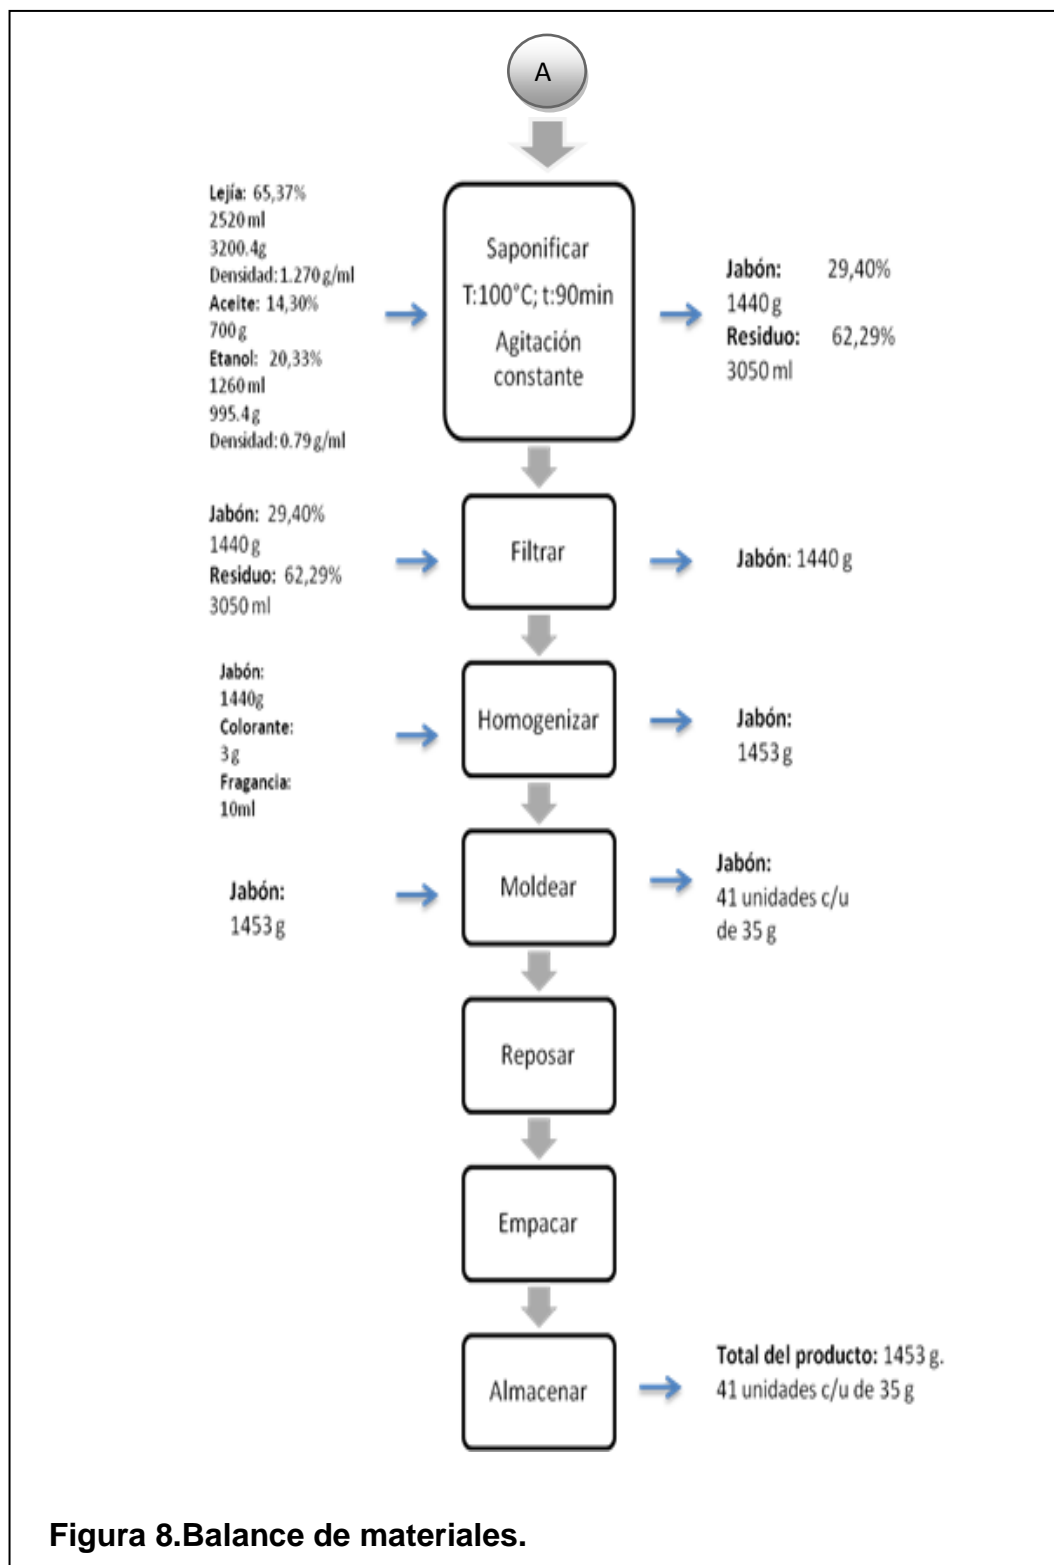 A
Lejía: 65,37%
2520 ml
3200.4g
Densidad: 1.270 g/ml
Aceite: 14,30%
700 g
Etanol: 20,33%
1260 ml
995.4 g
Densidad: 0.79 g/ml
Saponificar
T:100°C; t:90min
Agitación
constante
Jabón: 29,40%
1440 g
Residuo: 62,29%
3050 ml
Jabón: 29,40%
1440 g
Residuo: 62,29%
3050 ml
Filtrar
Jabón: 1440 g
Jabón:
1440g
Colorante:
3 g
Fragancia:
10ml
Homogenizar
Jabón:
1453 g
Jabón:
1453 g
Moldear
Jabón:
41 unidades c/u
de 35 g
Reposar
Empacar
Almacenar
Total del producto: 1453 g.
41 unidades c/u de 35 g
Figura 8.Balance de materiales.